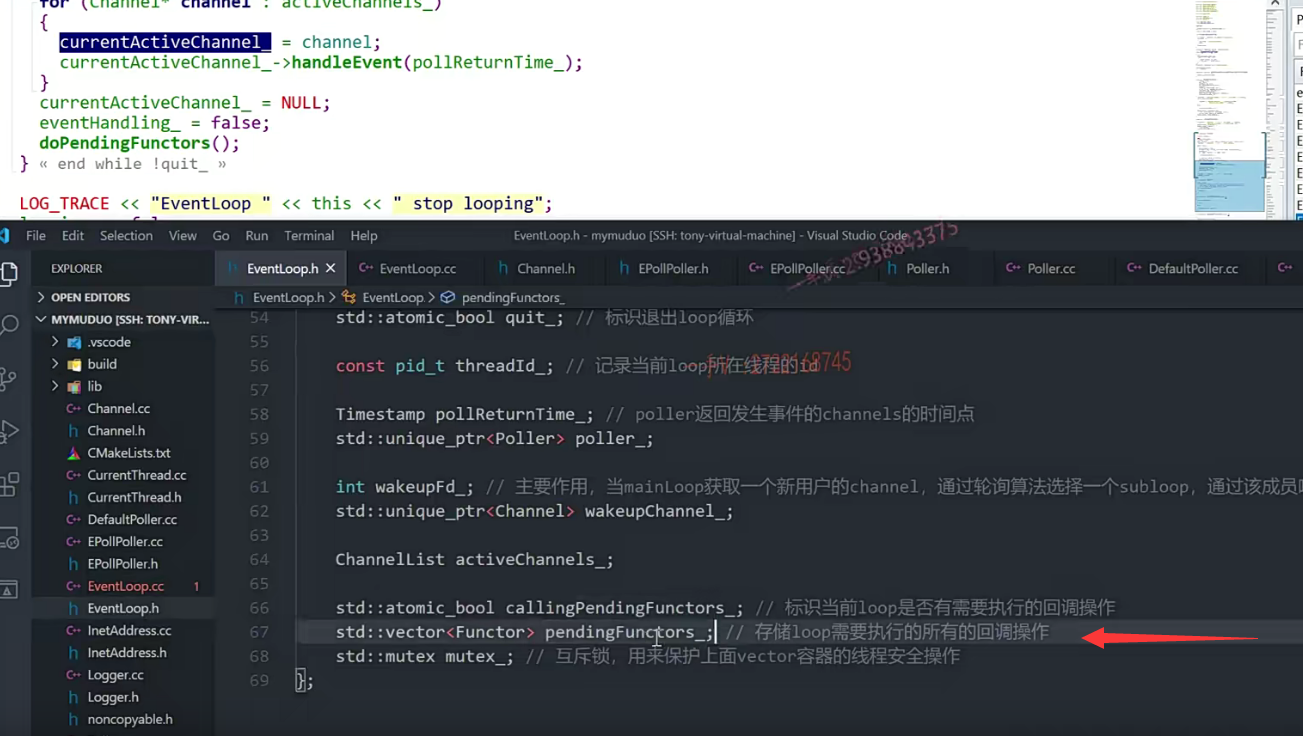 for (Channel* channel : activeChannels_)
{
currentActiveChannel_ = channel;
currentActiveChannel_->handleEvent(pollReturnTime_);
}
currentActiveChannel_ = NULL;
eventHandling_ = false;
doPendingFunctors();
} « end while !quit_ »
LOG_TRACE << "EventLoop " << this << " stop looping";
File Edit Selection View Go Run Terminal Help
EventLoop.h - mymuduo [SSH: tony-virtual-machine] - Visual Studio Code
EXPLORER
OPEN EDITORS
MYMUDUO [SSH: TONY-VIR...
.vscode
build
lib
Channel.cc
Channel.h
CMakeLists.txt
CurrentThread.cc
CurrentThread.h
DefaultPoller.cc
EPollPoller.cc
EPollPoller.h
EventLoop.cc 1
EventLoop.h
InetAddress.cc
InetAddress.h
Logger.cc
Logger.h
noncopyable.h
EventLoop.h EventLoop.cc Channel.h EPollPoller.h EPollPoller.cc Poller.h Poller.cc DefaultPoller.cc
EventLoop.h > EventLoop > pendingFunctors_
54 std::atomic_bool quit_; // 标识退出loop循环
55
56 const pid_t threadId_; // 记录当前loop所在线程的id
57
58 Timestamp pollReturnTime_; // poller返回发生事件的channels的时间点
59 std::unique_ptr<Poller> poller_;
60
61 int wakeupFd_; // 主要作用，当mainLoop获取一个新用户的channel，通过轮询算法选择一个subloop，通过该成员
62 std::unique_ptr<Channel> wakeupChannel_;
63
64 ChannelList activeChannels_;
65
66 std::atomic_bool callingPendingFunctors_; // 标识当前loop是否有需要执行的回调操作
67 std::vector<Functor> pendingFunctors_; // 存储loop需要执行的所有的回调操作
68 std::mutex mutex_; // 互斥锁，用来保护上面vector容器的线程安全操作
69 };